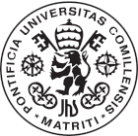 PONTIFICIA UNIVERSITAS COMILLENSIS
• MATRITI •
Jhs